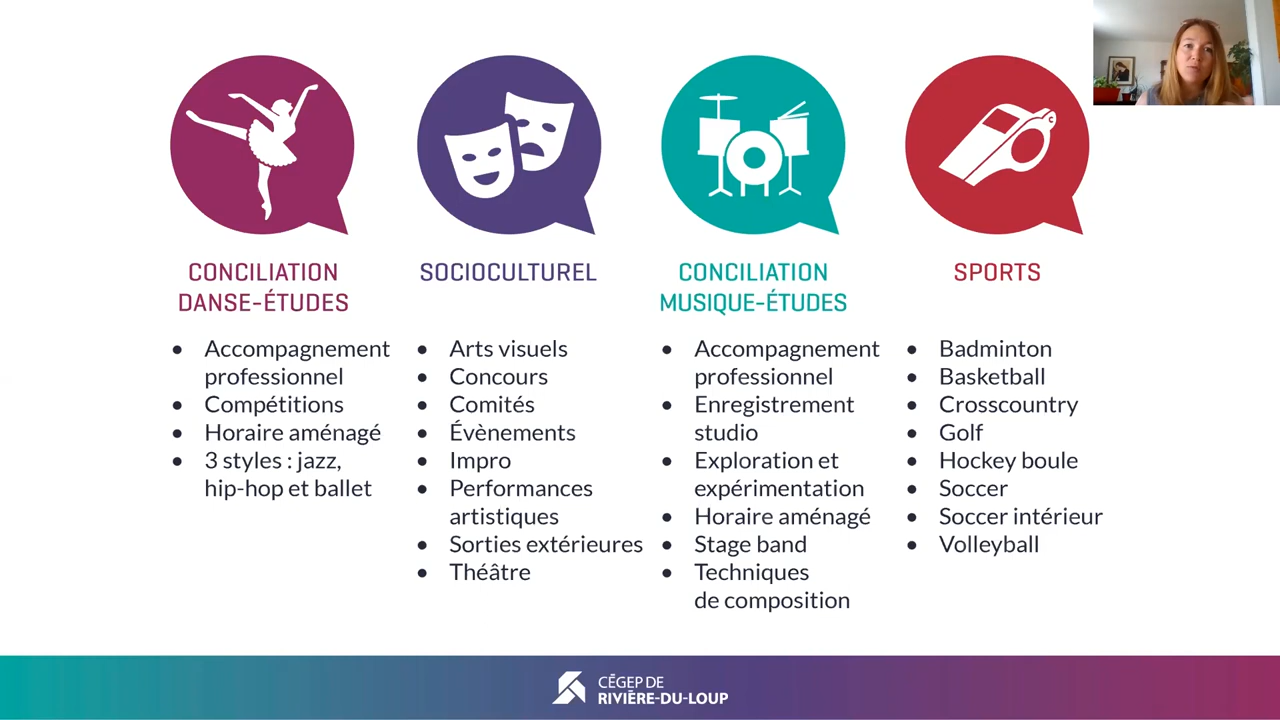 CONCILIATION
DANSE-ÉTUDES
• Accompagnement
professionnel
• Compétitions
• Horaire aménagé
• 3 styles : jazz,
hip-hop et ballet
SOCIOCULTUREL
• Arts visuels
• Concours
• Comités
• Évènements
• Impro
• Performances
artistiques
• Sorties extérieures
• Théâtre
CONCILIATION
MUSIQUE-ÉTUDES
• Accompagnement
professionnel
• Enregistrement
studio
• Exploration et
expérimentation
• Horaire aménagé
• Stage band
• Techniques
de composition
SPORTS
• Badminton
• Basketball
• Crosscountry
• Golf
• Hockey boule
• Soccer
• Soccer intérieur
• Volleyball
CÉGEP DE
RIVIÈRE-DU-LOUP